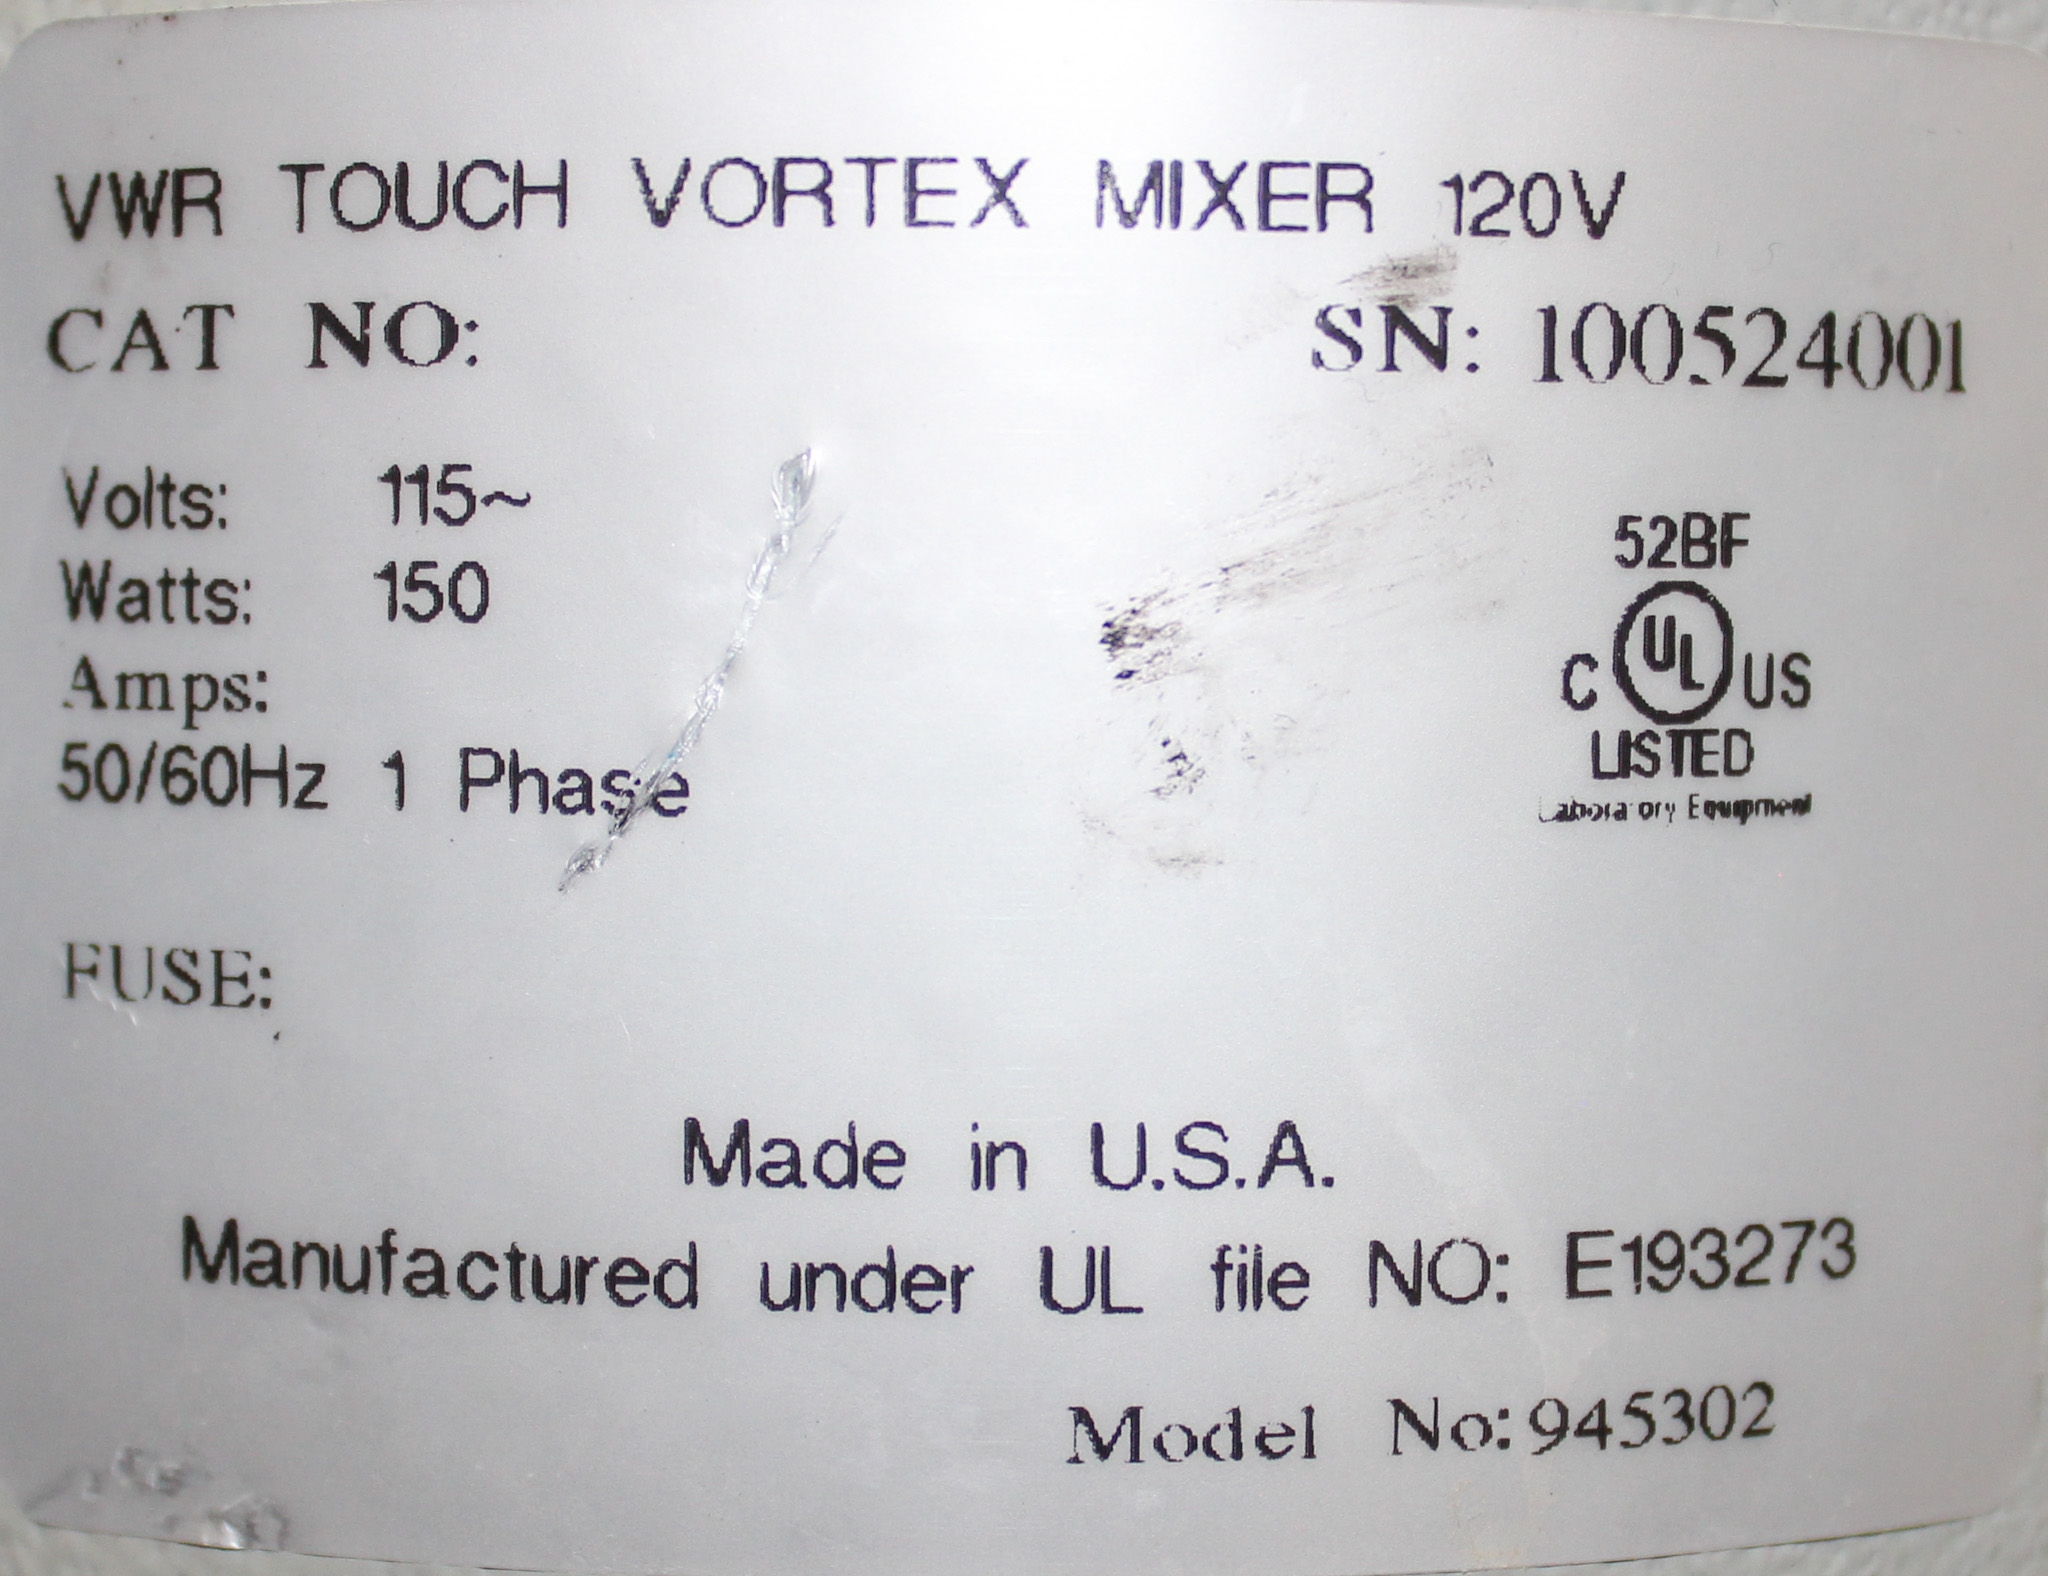 VWR TOUCH VORTEX MIXER 120V
CAT NO:
SN: 100524001
Volts: 115~
Watts: 150
Amps:
50/60Hz 1 Phase
FUSE:
52BF
C UL US
LISTED
Laboratory Equipment
Made in U.S.A.
Manufactured under UL file NO: E193273
Model No:945302